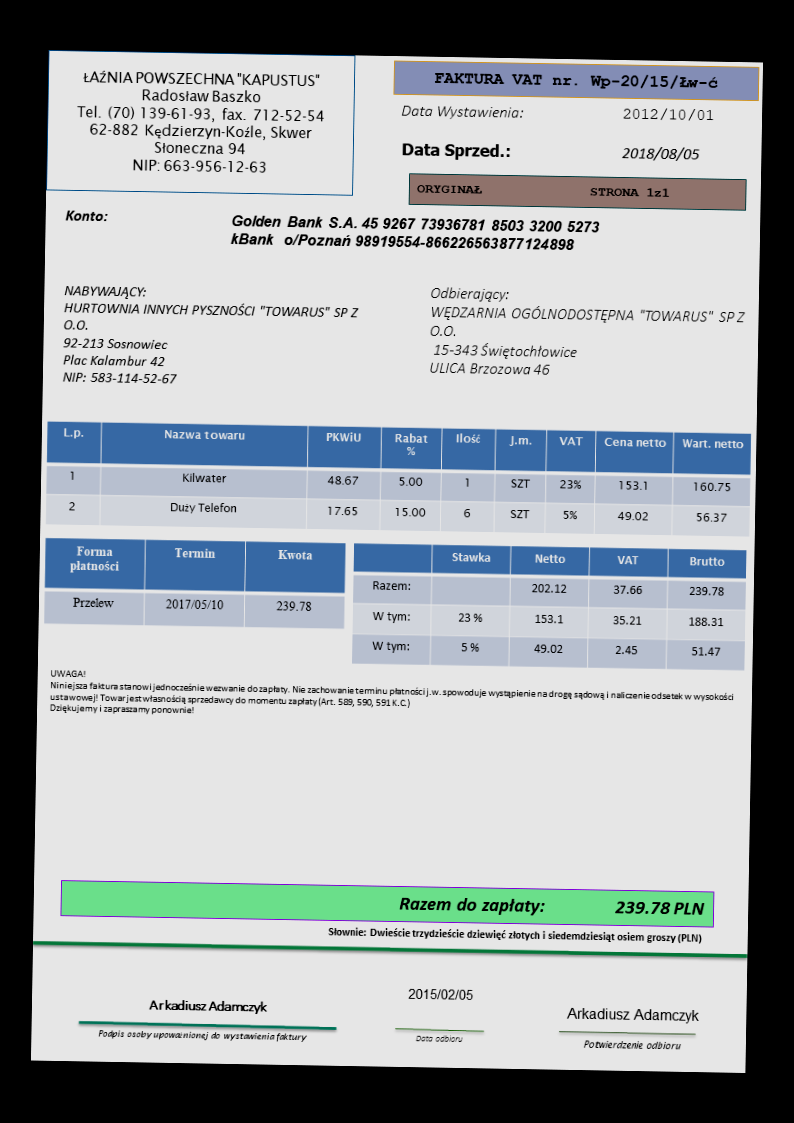 ŁAŹNIA POWSZECHNA "KAPUSTUS"
Radosław Baszko
Tel. (70) 139-61-93, fax. 712-52-54
62-882 Kędzierzyn-Koźle, Skwer
Słoneczna 94
NIP: 663-956-12-63
FAKTURA VAT nr. Wp-20/15/Łw-ć
Data Wystawienia: 2012/10/01
Data Sprzed.: 2018/08/05
ORYGINAŁ STRONA 1z1
Konto:
Golden Bank S.A. 45 9267 73936781 8503 3200 5273
kBank o/Poznań 98919554-866226563877124898
NABYWAJĄCY:
HURTOWNIA INNYCH PYSZNOŚCI "TOWARUS" SP Z
O.O.
92-213 Sosnowiec
Plac Kalambur 42
NIP: 583-114-52-67
Odbierający:
WĘDZARNIA OGÓLNODOSTĘPNA "TOWARUS" SP Z
O.O.
15-343 Świętochłowice
ULICA Brzozowa 46
L.p. Nazwa towaru PKWiU Rabat % Ilość J.m. VAT Cena netto Wart. netto
1 Kilwater 48.67 5.00 1 SZT 23% 153.1 160.75
2 Duży Telefon 17.65 15.00 6 SZT 5% 49.02 56.37
Forma płatności Termin Kwota
Przelew 2017/05/10 239.78
Stawka Netto VAT Brutto
Razem: 202.12 37.66 239.78
W tym: 23 % 153.1 35.21 188.31
W tym: 5 % 49.02 2.45 51.47
UWAGA!
Niniejsza faktura stanowi jednocześnie wezwanie do zapłaty. Nie zachowanie terminu płatności j.w. spowoduje wystąpienie na drogę sądową i naliczenie odsetek w wysokości
ustawowej! Towar jest własnością sprzedawcy do momentu zapłaty (Art. 589, 590, 591 K.C.)
Dziękujemy i zapraszamy ponownie!
Razem do zapłaty: 239.78 PLN
Słownie: Dwieście trzydzieście dziewięć złotych i siedemdziesiąt osiem groszy (PLN)
Arkadiusz Adamczyk
Podpis osoby upoważnionej do wystawienia faktury
2015/02/05
Data odbioru
Arkadiusz Adamczyk
Potwierdzenie odbioru